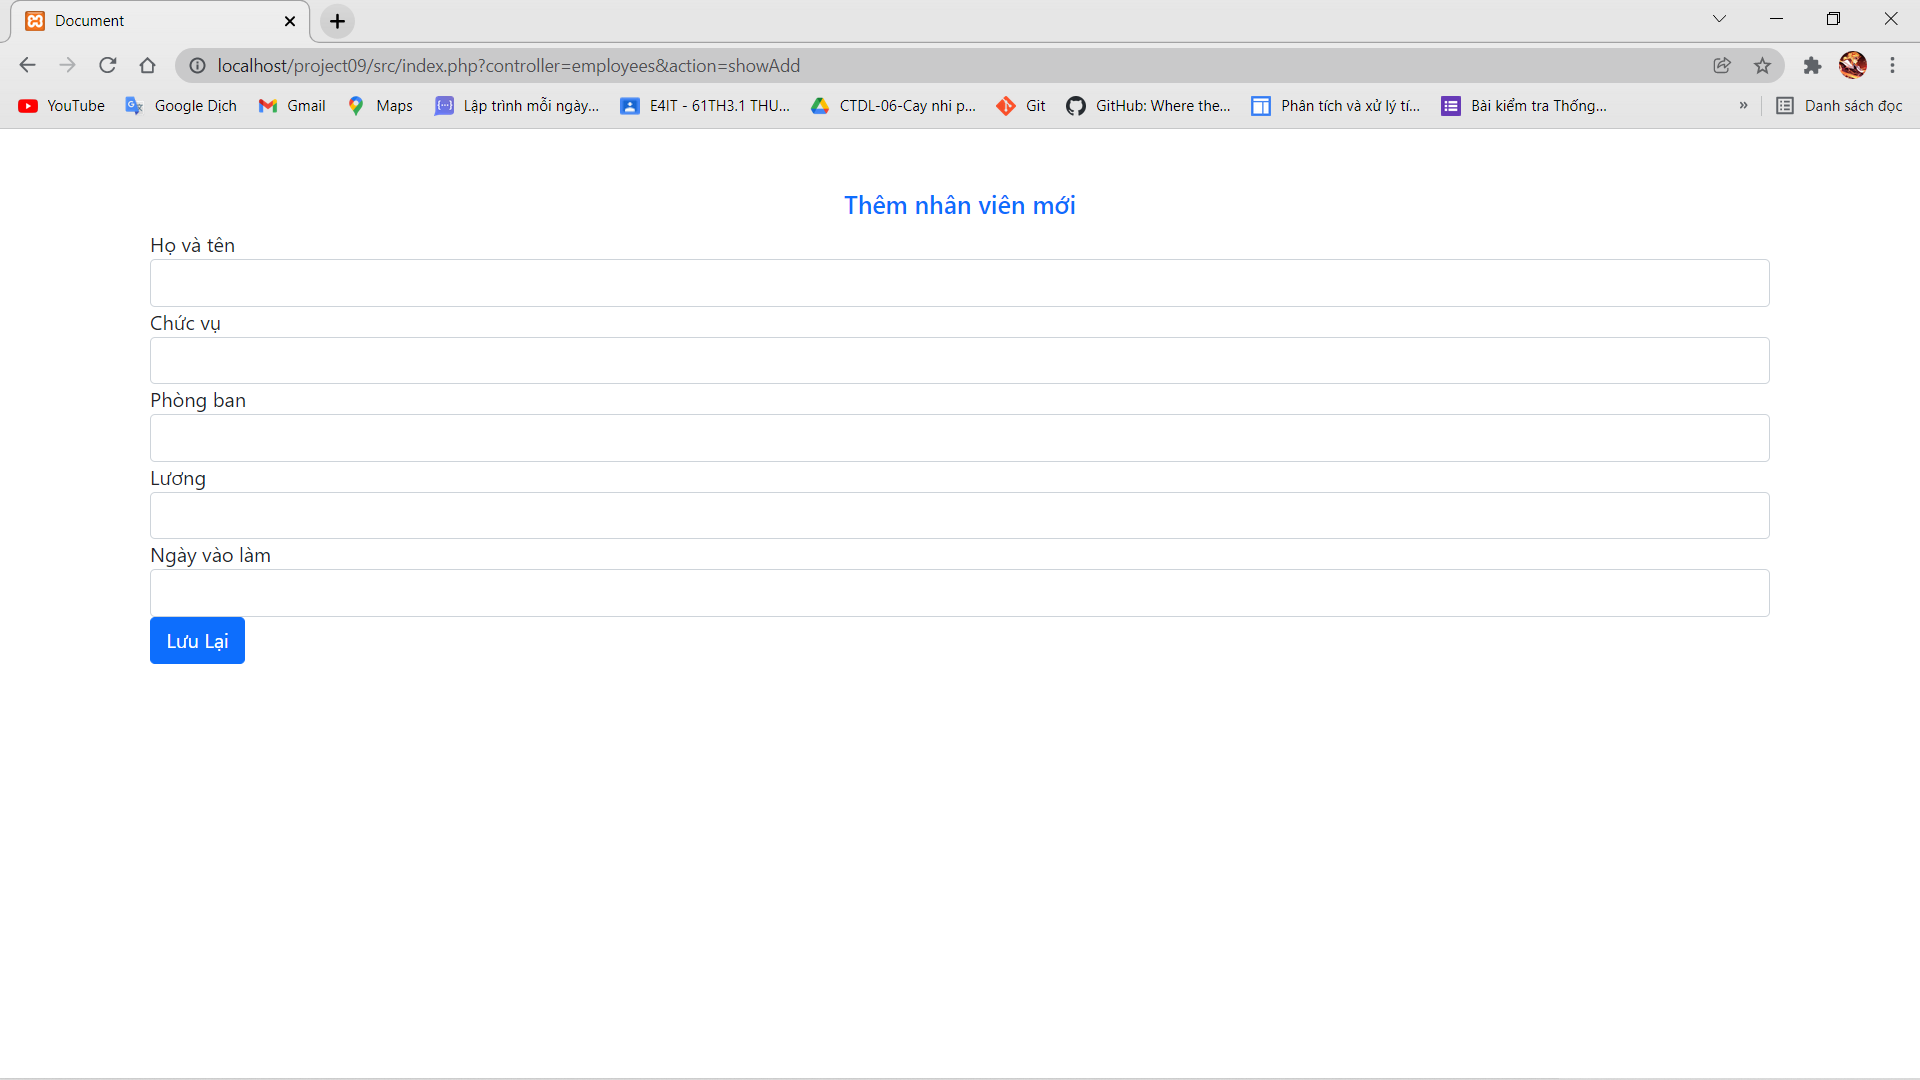 Document
localhost/project09/src/index.php?controller=employees&action=showAdd
YouTube Google Dịch Gmail Maps Lập trình mỗi ngày... E4IT - 61TH3.1 THU... CTDL-06-Cay nhi p... Git GitHub: Where the... Phân tích và xử lý tí... Bài kiểm tra Thống... » Danh sách đọc
Thêm nhân viên mới
Họ và tên
Chức vụ
Phòng ban
Lương
Ngày vào làm
Lưu Lại